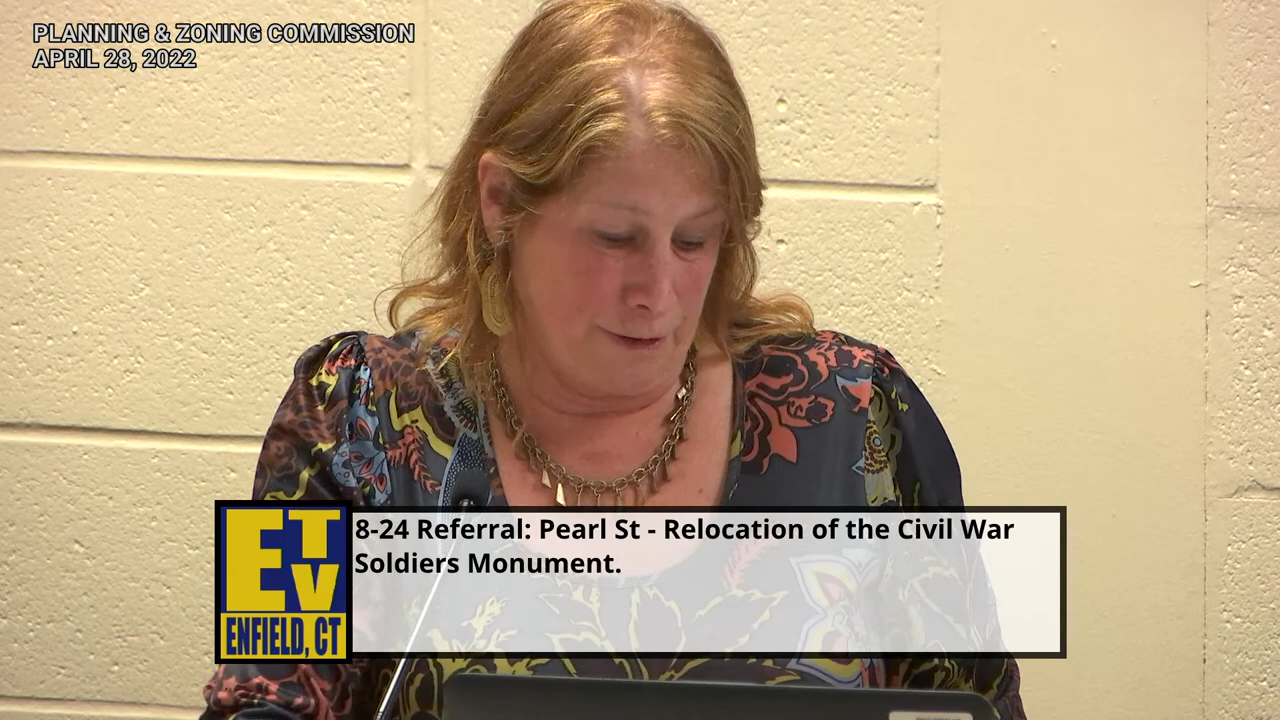 PLANNING & ZONING COMMISSION
APRIL 28, 2022
8-24 Referral: Pearl St - Relocation of the Civil War
Soldiers Monument.
ETV
ENFIELD, CT